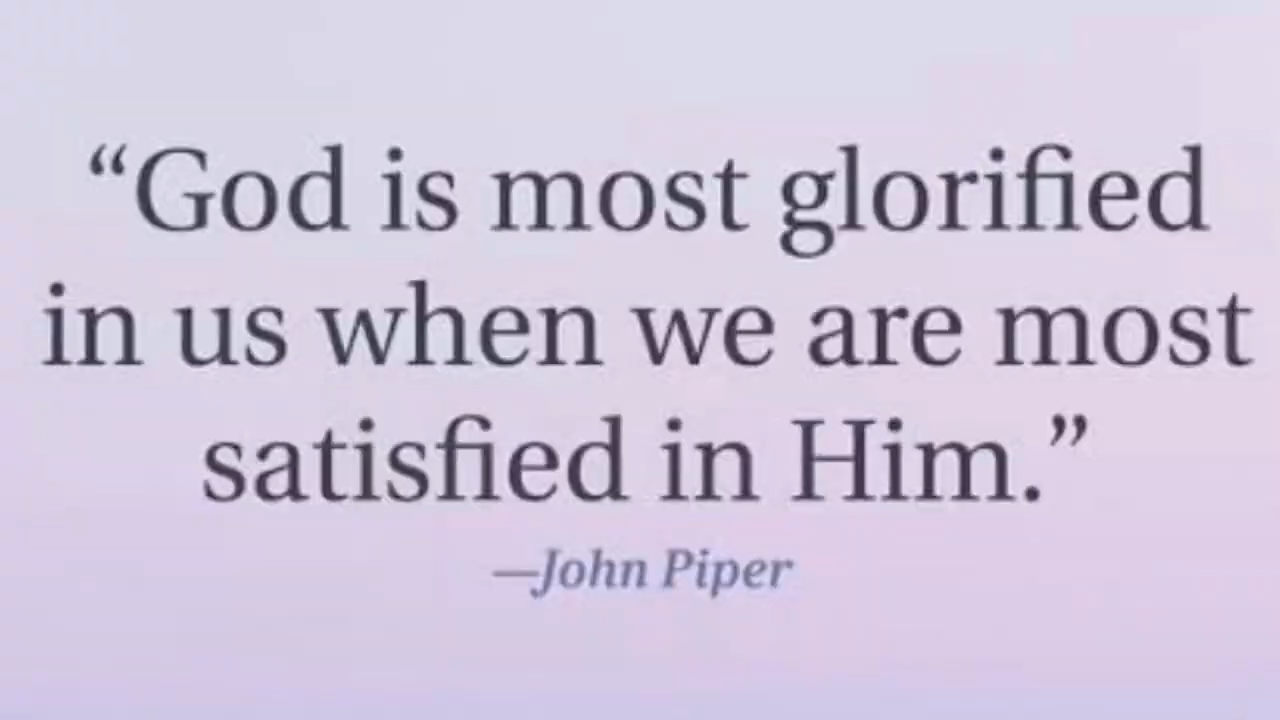 “God is most glorified
in us when we are most
satisfied in Him.”
—John Piper